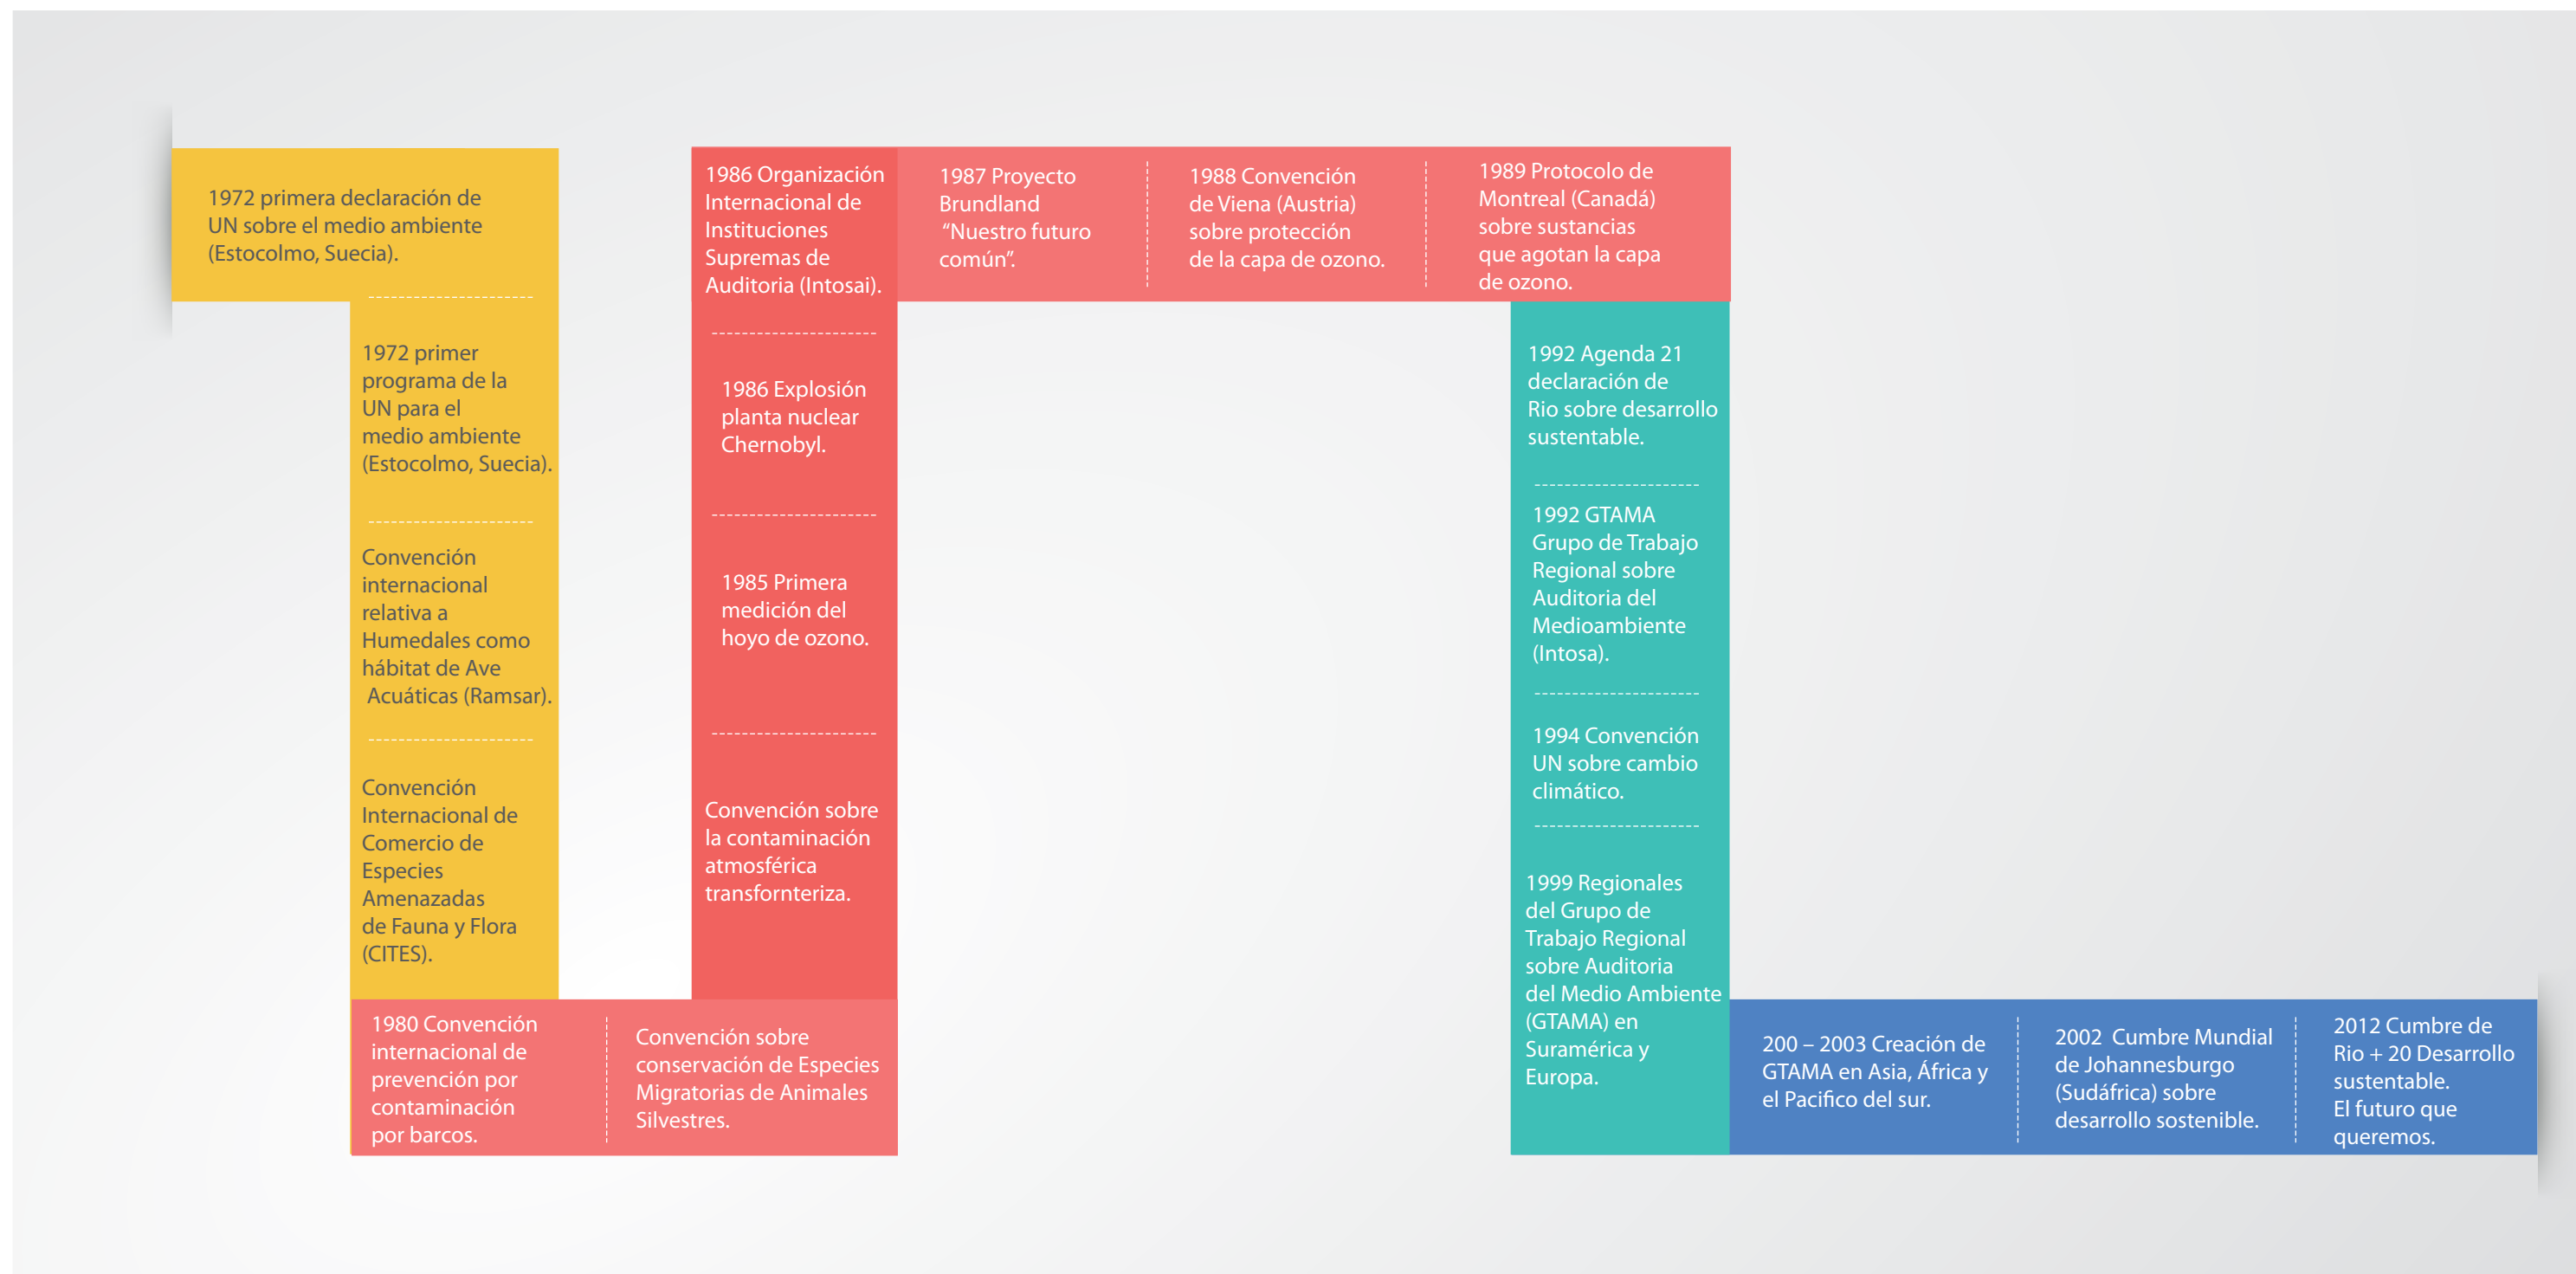 1972 primera declaración de
UN sobre el medio ambiente
(Estocolmo, Suecia).
1972 primer
programa de la
UN para el
medio ambiente
(Estocolmo, Suecia).
Convención
internacional
relativa a
Humedales como
hábitat de Ave
Acuáticas (Ramsar).
Convención
Internacional de
Comercio de
Especies
Amenazadas
de Fauna y Flora
(CITES).
1980 Convención
internacional de
prevención por
contaminación
por barcos.
Convención sobre
conservación de Especies
Migratorias de Animales
Silvestres.
Convención sobre
la contaminación
atmosférica
transfornteriza.
1985 Primera
medición del
hoyo de ozono.
1986 Explosión
planta nuclear
Chernobyl.
1986 Organización
Internacional de
Instituciones
Supremas de
Auditoria (Intosai).
1987 Proyecto
Brundland
“Nuestro futuro
común”.
1988 Convención
de Viena (Austria)
sobre protección
de la capa de ozono.
1989 Protocolo de
Montreal (Canadá)
sobre sustancias
que agotan la capa
de ozono.
1992 Agenda 21
declaración de
Rio sobre desarrollo
sustentable.
1992 GTAMA
Grupo de Trabajo
Regional sobre
Auditoria del
Medioambiente
(Intosa).
1994 Convención
UN sobre cambio
climático.
1999 Regionales
del Grupo de
Trabajo Regional
sobre Auditoria
del Medio Ambiente
(GTAMA) en
Suramérica y
Europa.
200 – 2003 Creación de
GTAMA en Asia, África y
el Pacifico del sur.
2002 Cumbre Mundial
de Johannesburgo
(Sudáfrica) sobre
desarrollo sostenible.
2012 Cumbre de
Rio + 20 Desarrollo
sustentable.
El futuro que
queremos.